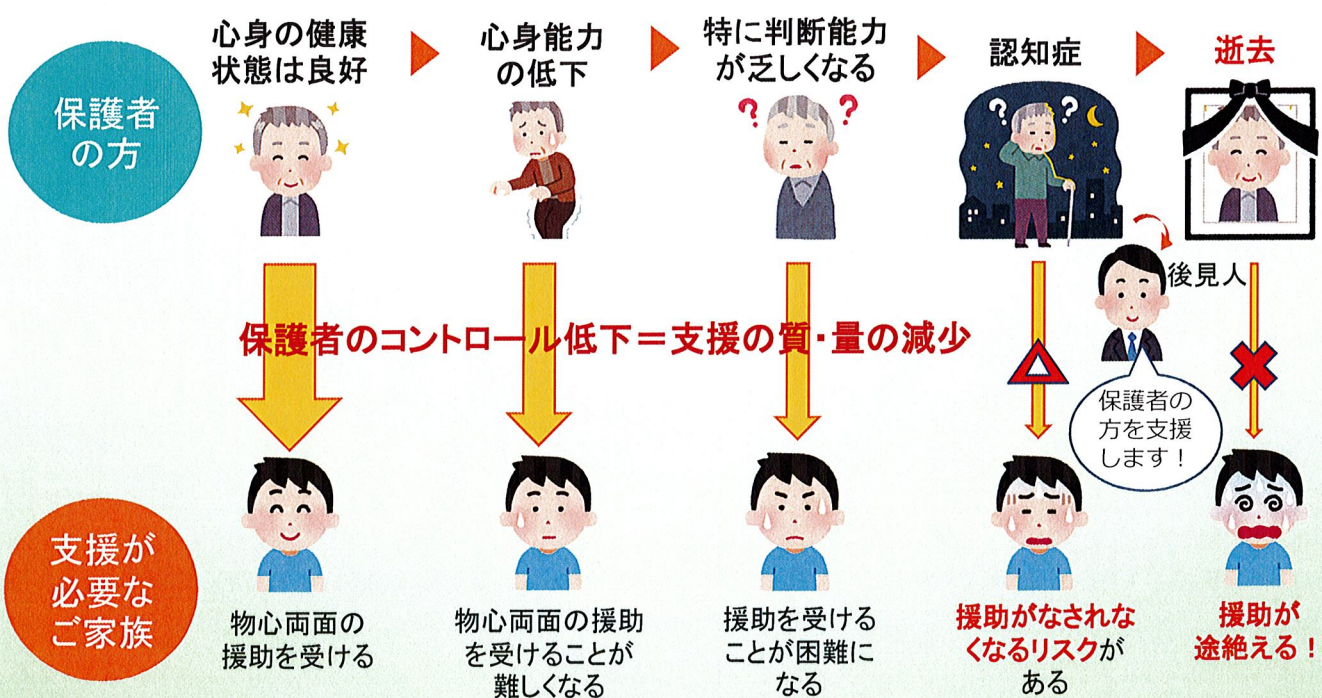 心身の健康
状態は良好
心身能力
の低下
特に判断能力
が乏しくなる
認知症
逝去
保護者
の方
? ?
? ?
後見人
保護者のコントロール低下＝支援の質・量の減少
保護者の
方を支援
します！
支援が
必要な
ご家族
物心両面の
援助を受ける
物心両面の援助
を受けることが
難しくなる
援助を受ける
ことが困難に
なる
援助がなされな
くなるリスクが
ある
援助が
途絶える！